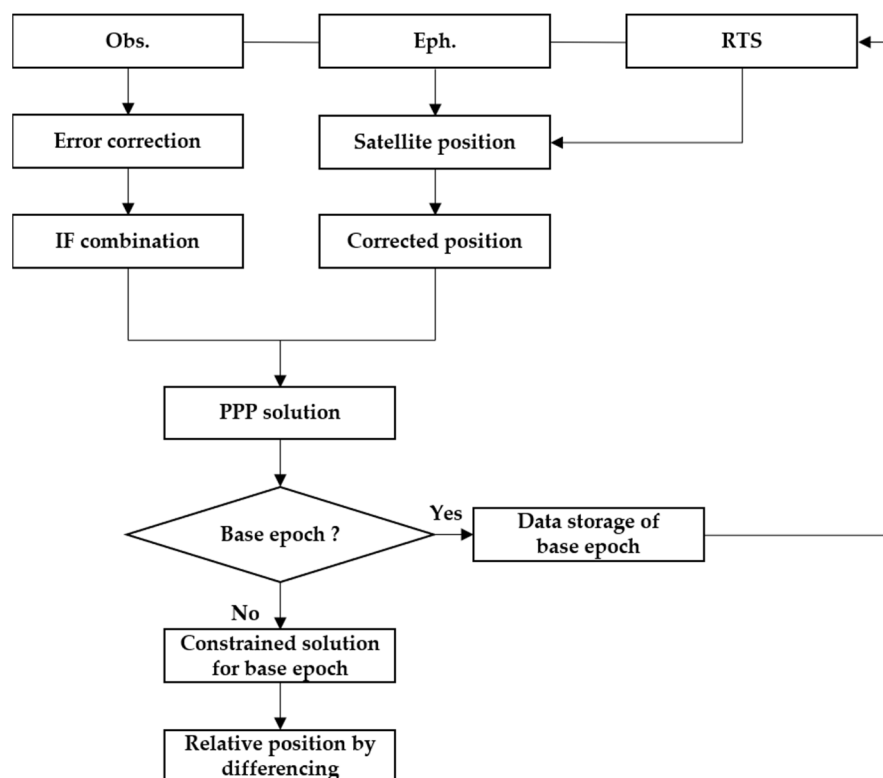 Obs.
Eph.
RTS
Error correction
Satellite position
IF combination
Corrected position
PPP solution
Base epoch ?
Yes
Data storage of
base epoch
No
Constrained solution
for base epoch
Relative position by
differencing